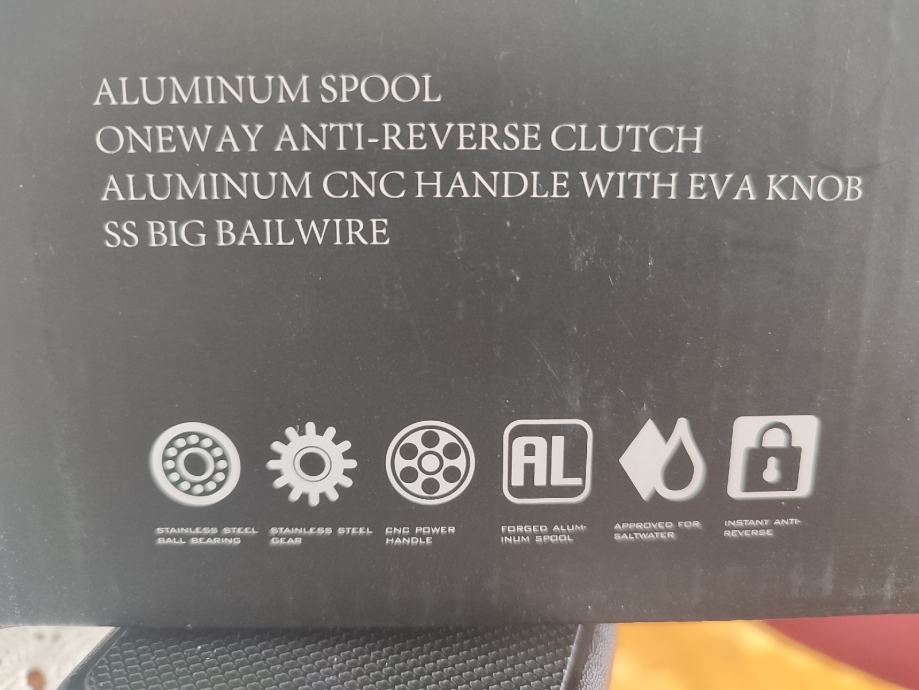 ALUMINUM SPOOL
ONEWAY ANTI-REVERSE CLUTCH
ALUMINUM CNC HANDLE WITH EVA KNOB
SS BIG BAILWIRE
AL
STAINLESS STEEL
BALL BEARING
STAINLESS STEEL
GEAR
CNC POWER
HANDLE
FORGED ALUM-
INUM SPOOL
APPROVED FOR
SALTWATER
INSTANT ANTI-
REVERSE